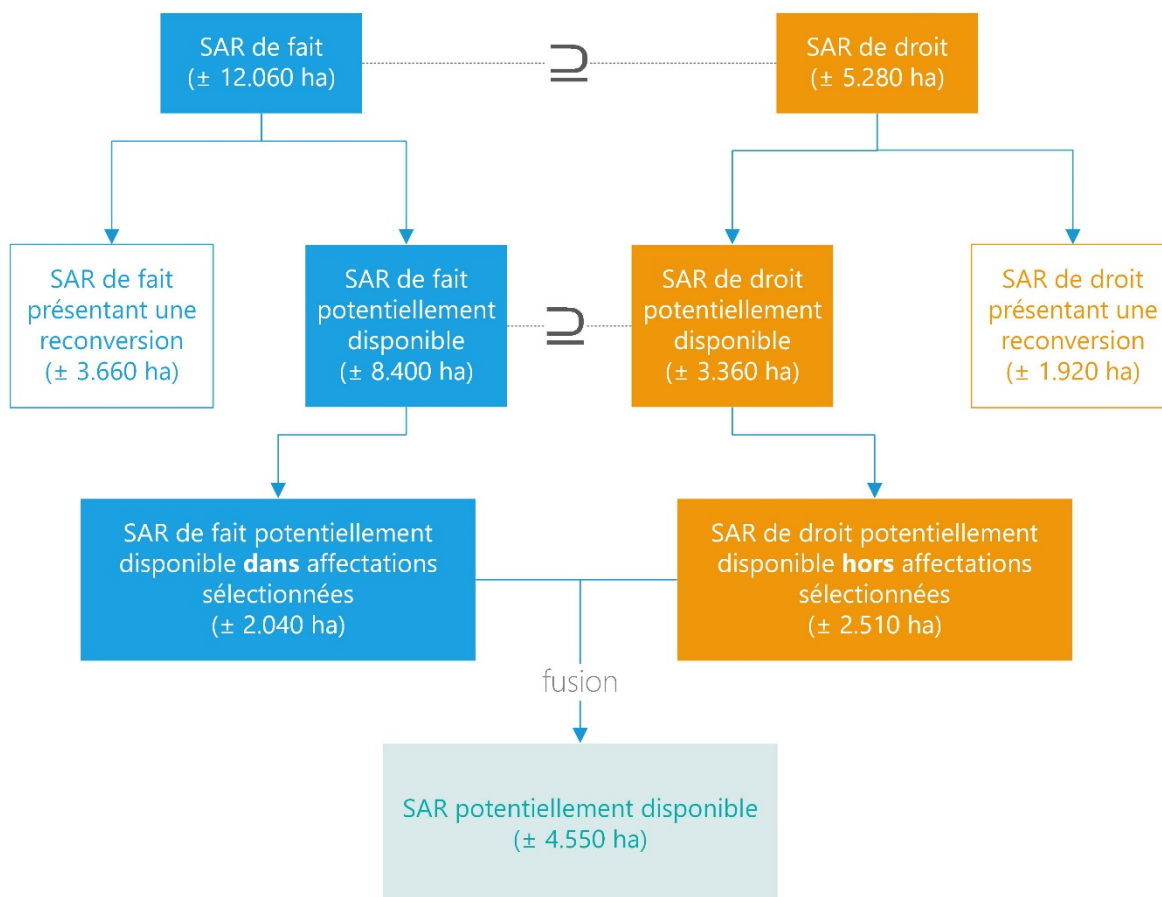 SAR de fait
(± 12.060 ha)
⊇
SAR de droit
(± 5.280 ha)
SAR de fait
présentant une
reconversion
(± 3.660 ha)
SAR de fait
potentiellement
disponible
(± 8.400 ha)
⊇
SAR de droit
potentiellement
disponible
(± 3.360 ha)
SAR de droit
présentant une
reconversion
(± 1.920 ha)
SAR de fait potentiellement
disponible dans affectations
sélectionnées
(± 2.040 ha)
SAR de droit potentiellement
disponible hors affectations
sélectionnées
(± 2.510 ha)
fusion
SAR potentiellement disponible
(± 4.550 ha)